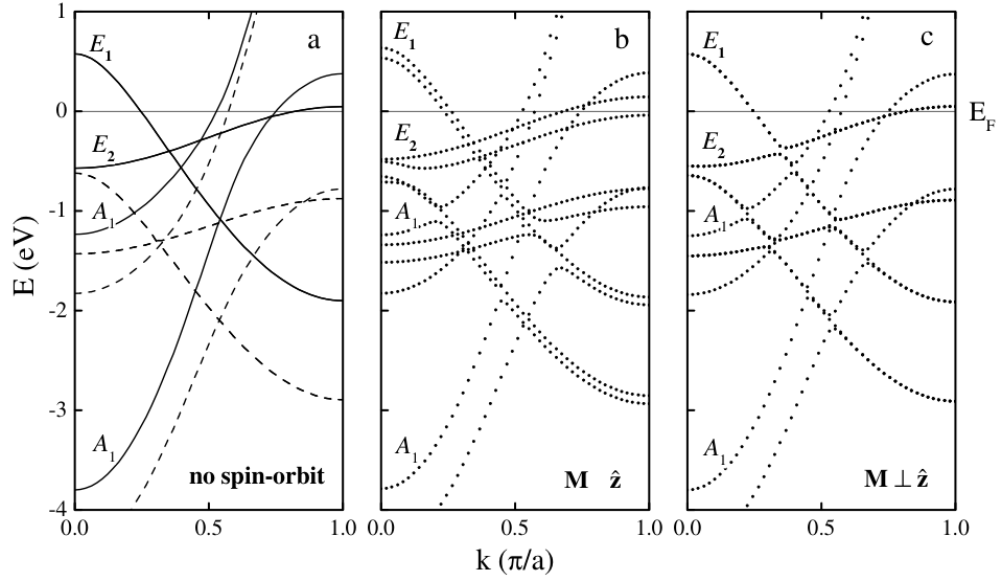 a
b
c
E₁
E₂
A₁
A₁
no spin-orbit
E₁
E₂
A₁
A₁
M ẑ
E₁
E₂
A₁
A₁
M ⊥ ẑ
E_F
1
0
-1
-2
-3
-4
E (eV)
0.0
0.5
1.0
0.0
0.5
1.0
0.0
0.5
1.0
k (π/a)